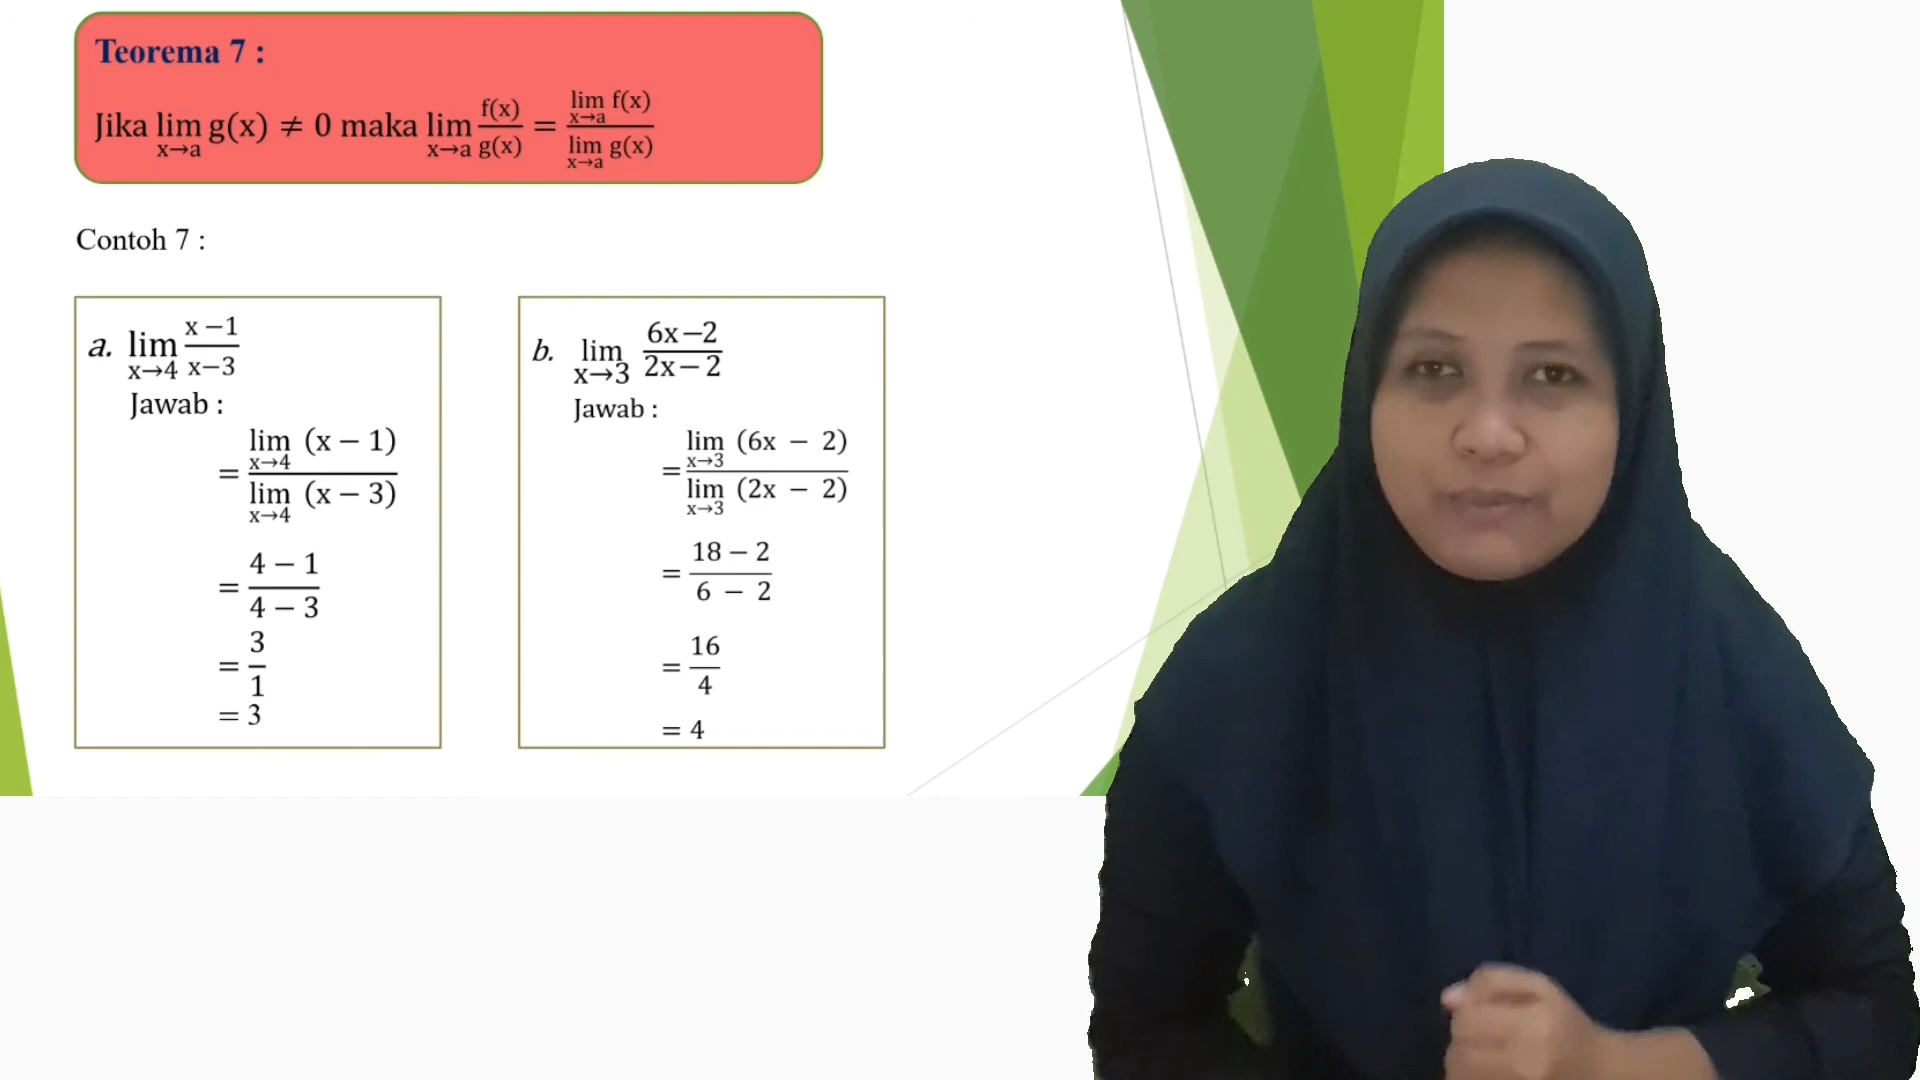 Teorema 7 :
Jika lim x→a g(x) ≠ 0 maka lim x→a f(x)/g(x) = lim x→a f(x) / lim x→a g(x)
Contoh 7 :
a. lim x→4 x −1 / x−3
Jawab :
= lim x→4 (x − 1) / lim x→4 (x − 3)
= 4 − 1 / 4 − 3
= 3/1
= 3
b. lim x→3 6x−2 / 2x− 2
Jawab :
= lim x→3 (6x − 2) / lim x→3 (2x − 2)
= 18 − 2 / 6 − 2
= 16/4
= 4